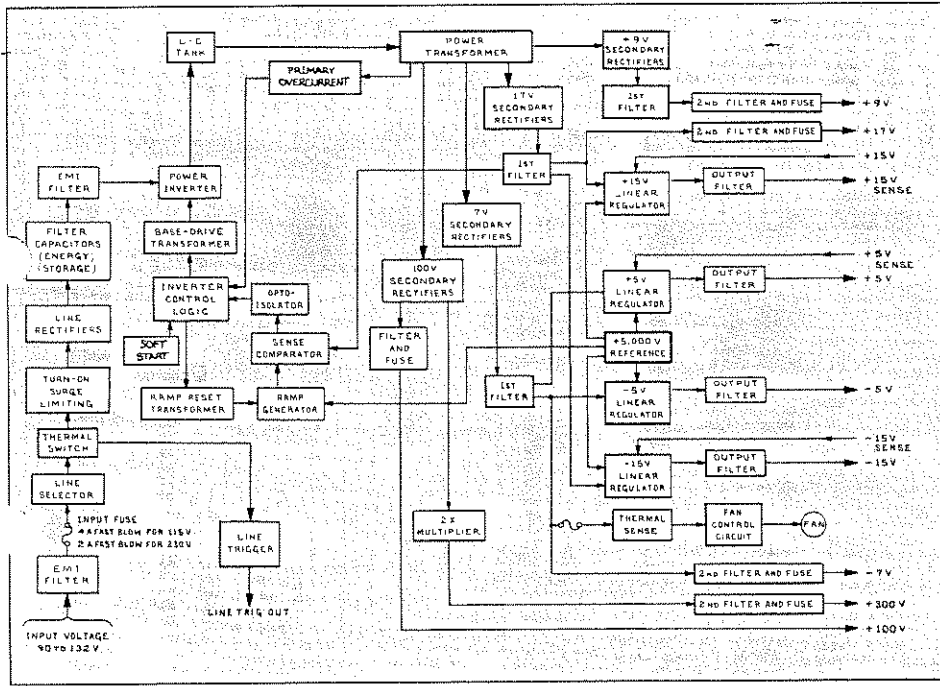 L-C
TANK
POWER
TRANSFORMER
+9V
SECONDARY
RECTIFIERS
PRIMARY
OVERCURRENT
17V
SECONDARY
RECTIFIERS
1ST
FILTER
2ND FILTER AND FUSE
+9V
2ND FILTER AND FUSE
+17V
1ST
FILTER
EMI
FILTER
POWER
INVERTER
+15V
+15V
LINEAR
REGULATOR
OUTPUT
FILTER
+15V
SENSE
FILTER
CAPACITORS
(ENERGY)
(STORAGE)
BASE-DRIVE
TRANSFORMER
7V
SECONDARY
RECTIFIERS
100V
SECONDARY
RECTIFIERS
INVERTER
CONTROL
LOGIC
OPTO-
ISOLATOR
+5V
LINEAR
REGULATOR
OUTPUT
FILTER
+5V
SENSE
+5V
LINE
RECTIFIERS
SOFT
START
SENSE
COMPARATOR
FILTER
AND
FUSE
+5.000V
REFERENCE
TURN-ON
SURGE
LIMITING
RAMP RESET
TRANSFORMER
RAMP
GENERATOR
1ST
FILTER
-5V
LINEAR
REGULATOR
OUTPUT
FILTER
-5V
THERMAL
SWITCH
-15V
LINEAR
REGULATOR
OUTPUT
FILTER
-15V
SENSE
-15V
LINE
SELECTOR
INPUT FUSE
4 A FAST BLOW FOR 115V
2 A FAST BLOW FOR 230V
LINE
TRIGGER
2X
MULTIPLIER
THERMAL
SENSE
FAN
CONTROL
CIRCUIT
FAN
EMI
FILTER
2ND FILTER AND FUSE
-7V
LINE TRIG OUT
2ND FILTER AND FUSE
+300V
INPUT VOLTAGE
90 TO 132V
+100V